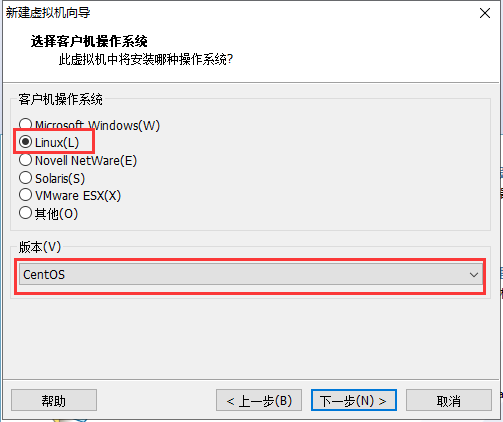 新建虚拟机向导
选择客户机操作系统
此虚拟机中将安装哪种操作系统?
客户机操作系统
Microsoft Windows(W)
Linux(L)
Novell NetWare(E)
Solaris(S)
VMware ESX(X)
其他(O)
版本(V)
CentOS
帮助
< 上一步(B)
下一步(N) >
取消